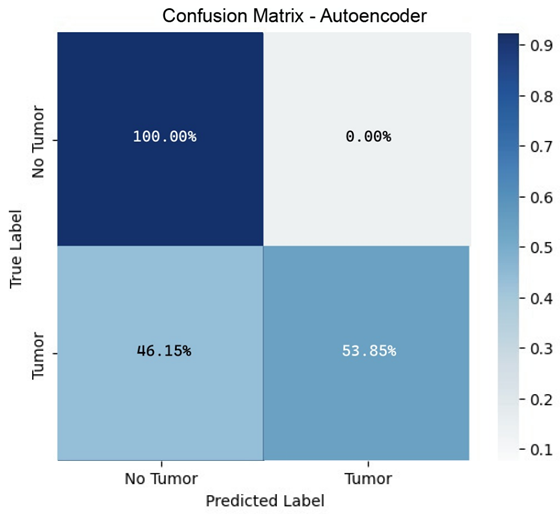 Confusion Matrix - Autoencoder
No Tumor
100.00%
0.00%
True Label
Tumor
46.15%
53.85%
No Tumor
Tumor
Predicted Label
0.9
0.8
0.7
0.6
0.5
0.4
0.3
0.2
0.1